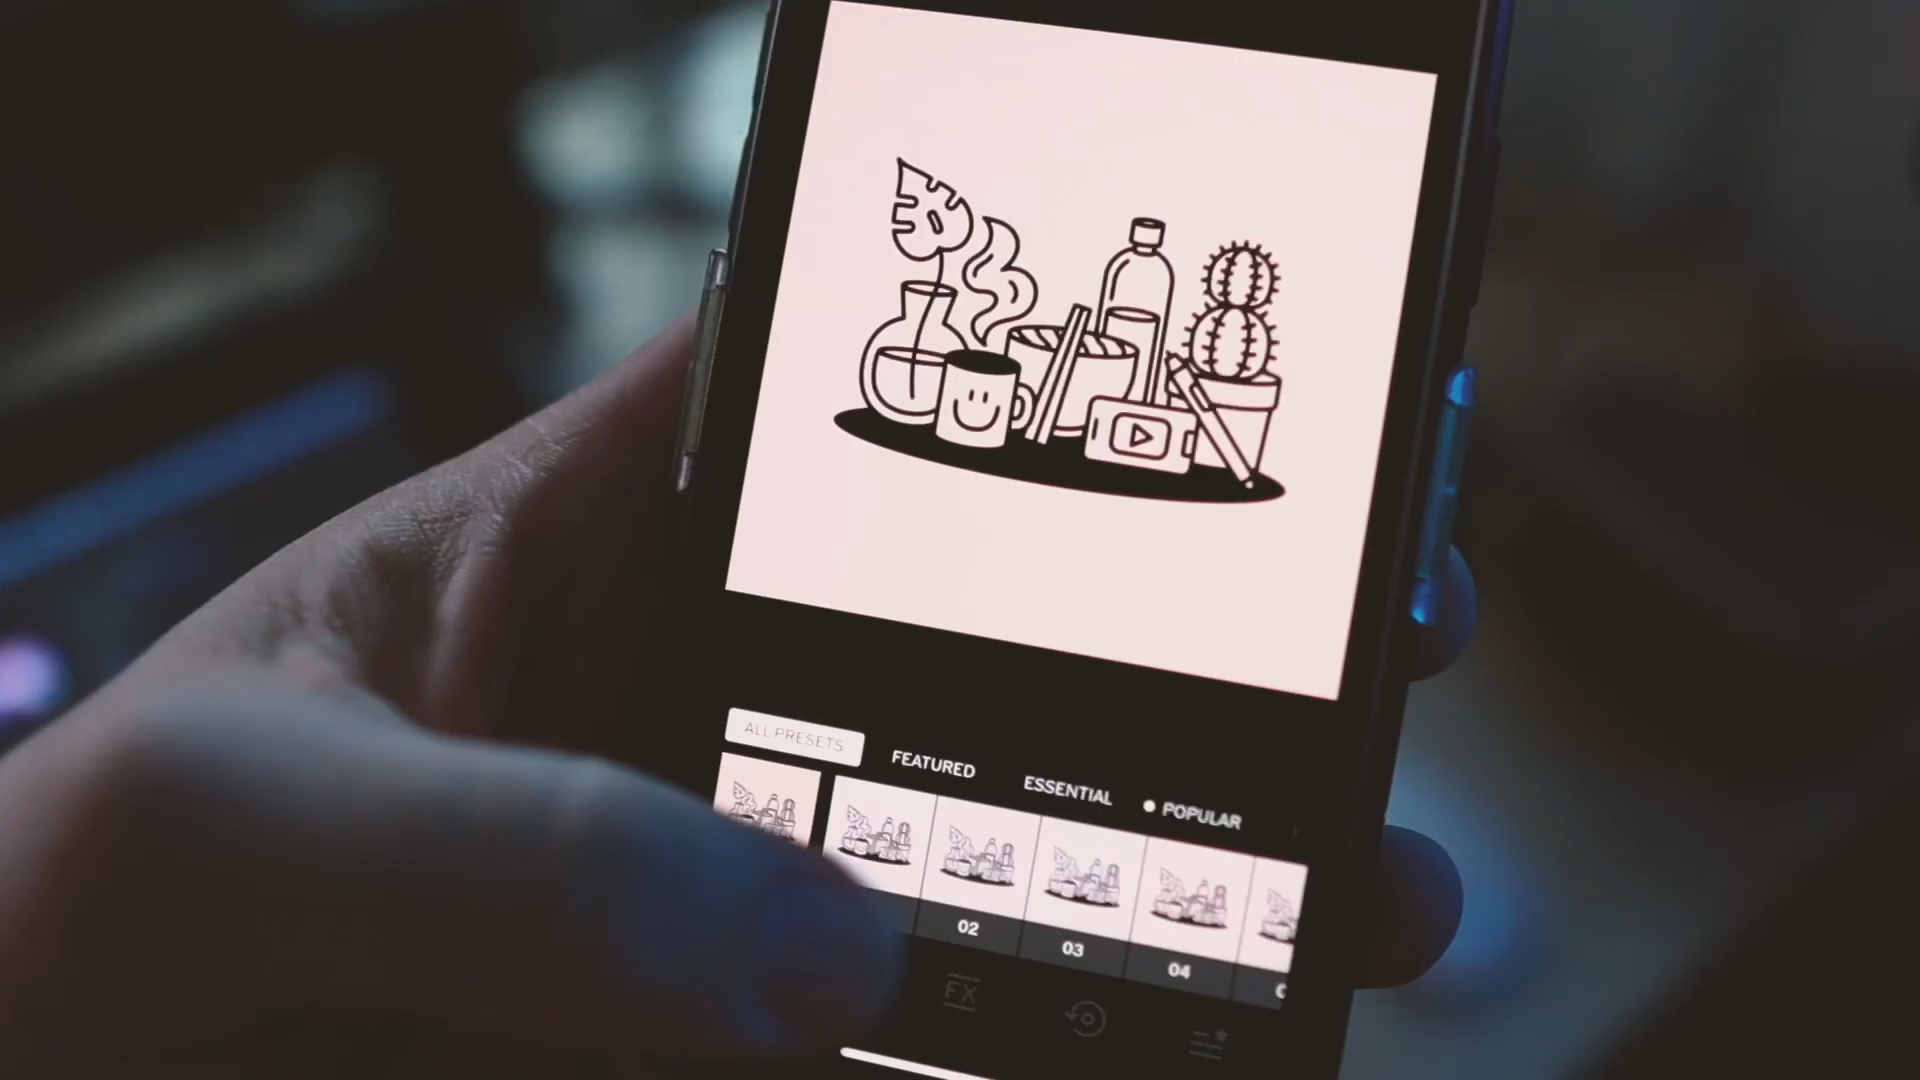 ALL PRESETS
FEATURED
ESSENTIAL
POPULAR
02
03
04
FX